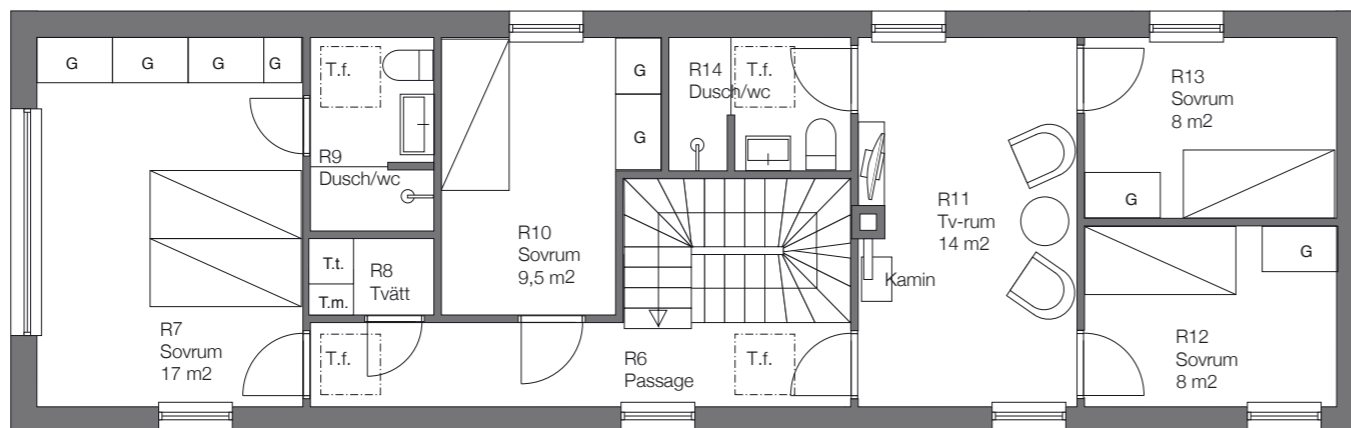 G
G
G
G
T.f.
R9
Dusch/wc
T.t.
T.m.
R8
Tvätt
R7
Sovrum
17 m2
T.f.
R10
Sovrum
9,5 m2
G
G
R14
Dusch/wc
T.f.
R6
Passage
T.f.
R11
Tv-rum
14 m2
Kamin
R13
Sovrum
8 m2
G
G
R12
Sovrum
8 m2